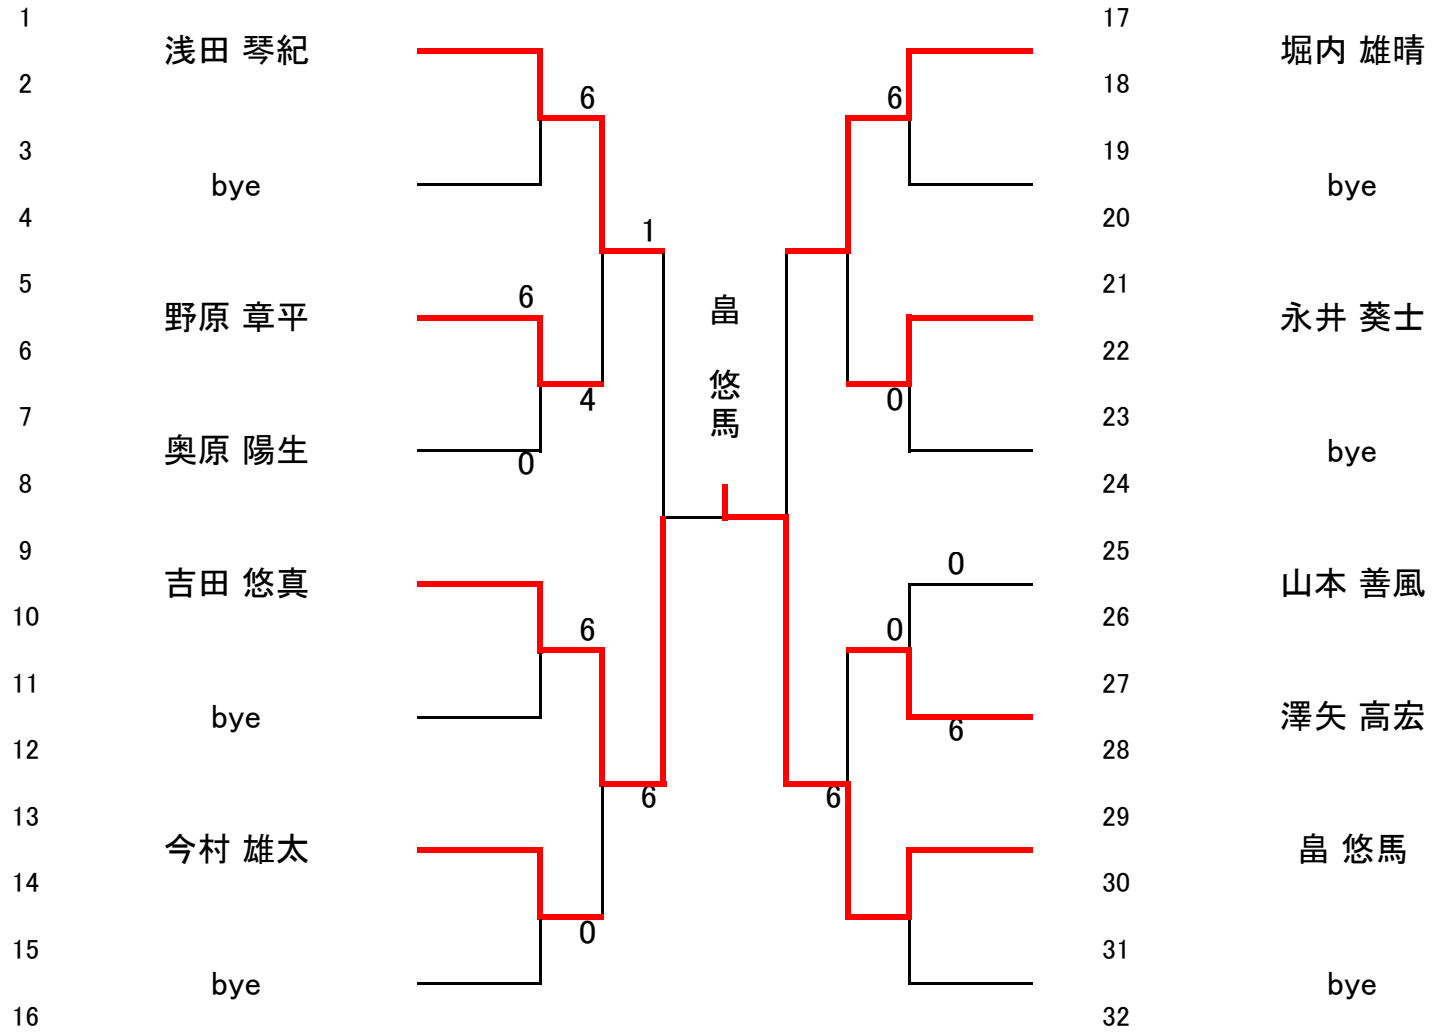 1 17
浅田 琴紀 堀内 雄晴
2 18
6 6
3 19
bye bye
4 20
1
5 21
6
野原 章平 永井 葵士
畠
6 22
悠
4 0
7 23
馬
奥原 陽生 bye
0
8 24
9 25
0
吉田 悠真 山本 善風
10 26
6 0
11 27
bye 澤矢 高宏
6
12 28
6 6
13 29
今村 雄太 畠 悠馬
14 30
0
15 31
bye bye
16 32